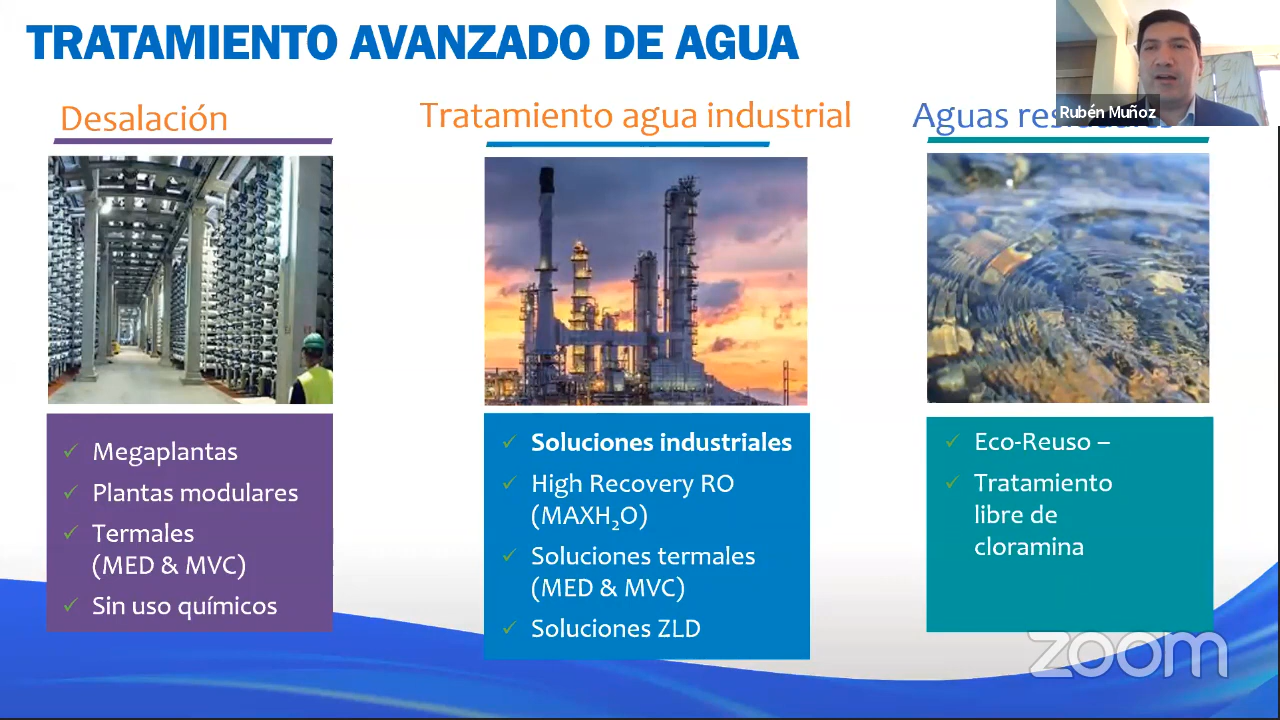 TRATAMIENTO AVANZADO DE AGUA
Rubén Muñoz
Desalación
Tratamiento agua industrial
Aguas
Megaplantas
Plantas modulares
Termales
(MED & MVC)
Sin uso químicos
Soluciones industriales
High Recovery RO
(MAXH₂O)
Soluciones termales
(MED & MVC)
Soluciones ZLD
Eco-Reuso –
Tratamiento
libre de
cloramina
zoom